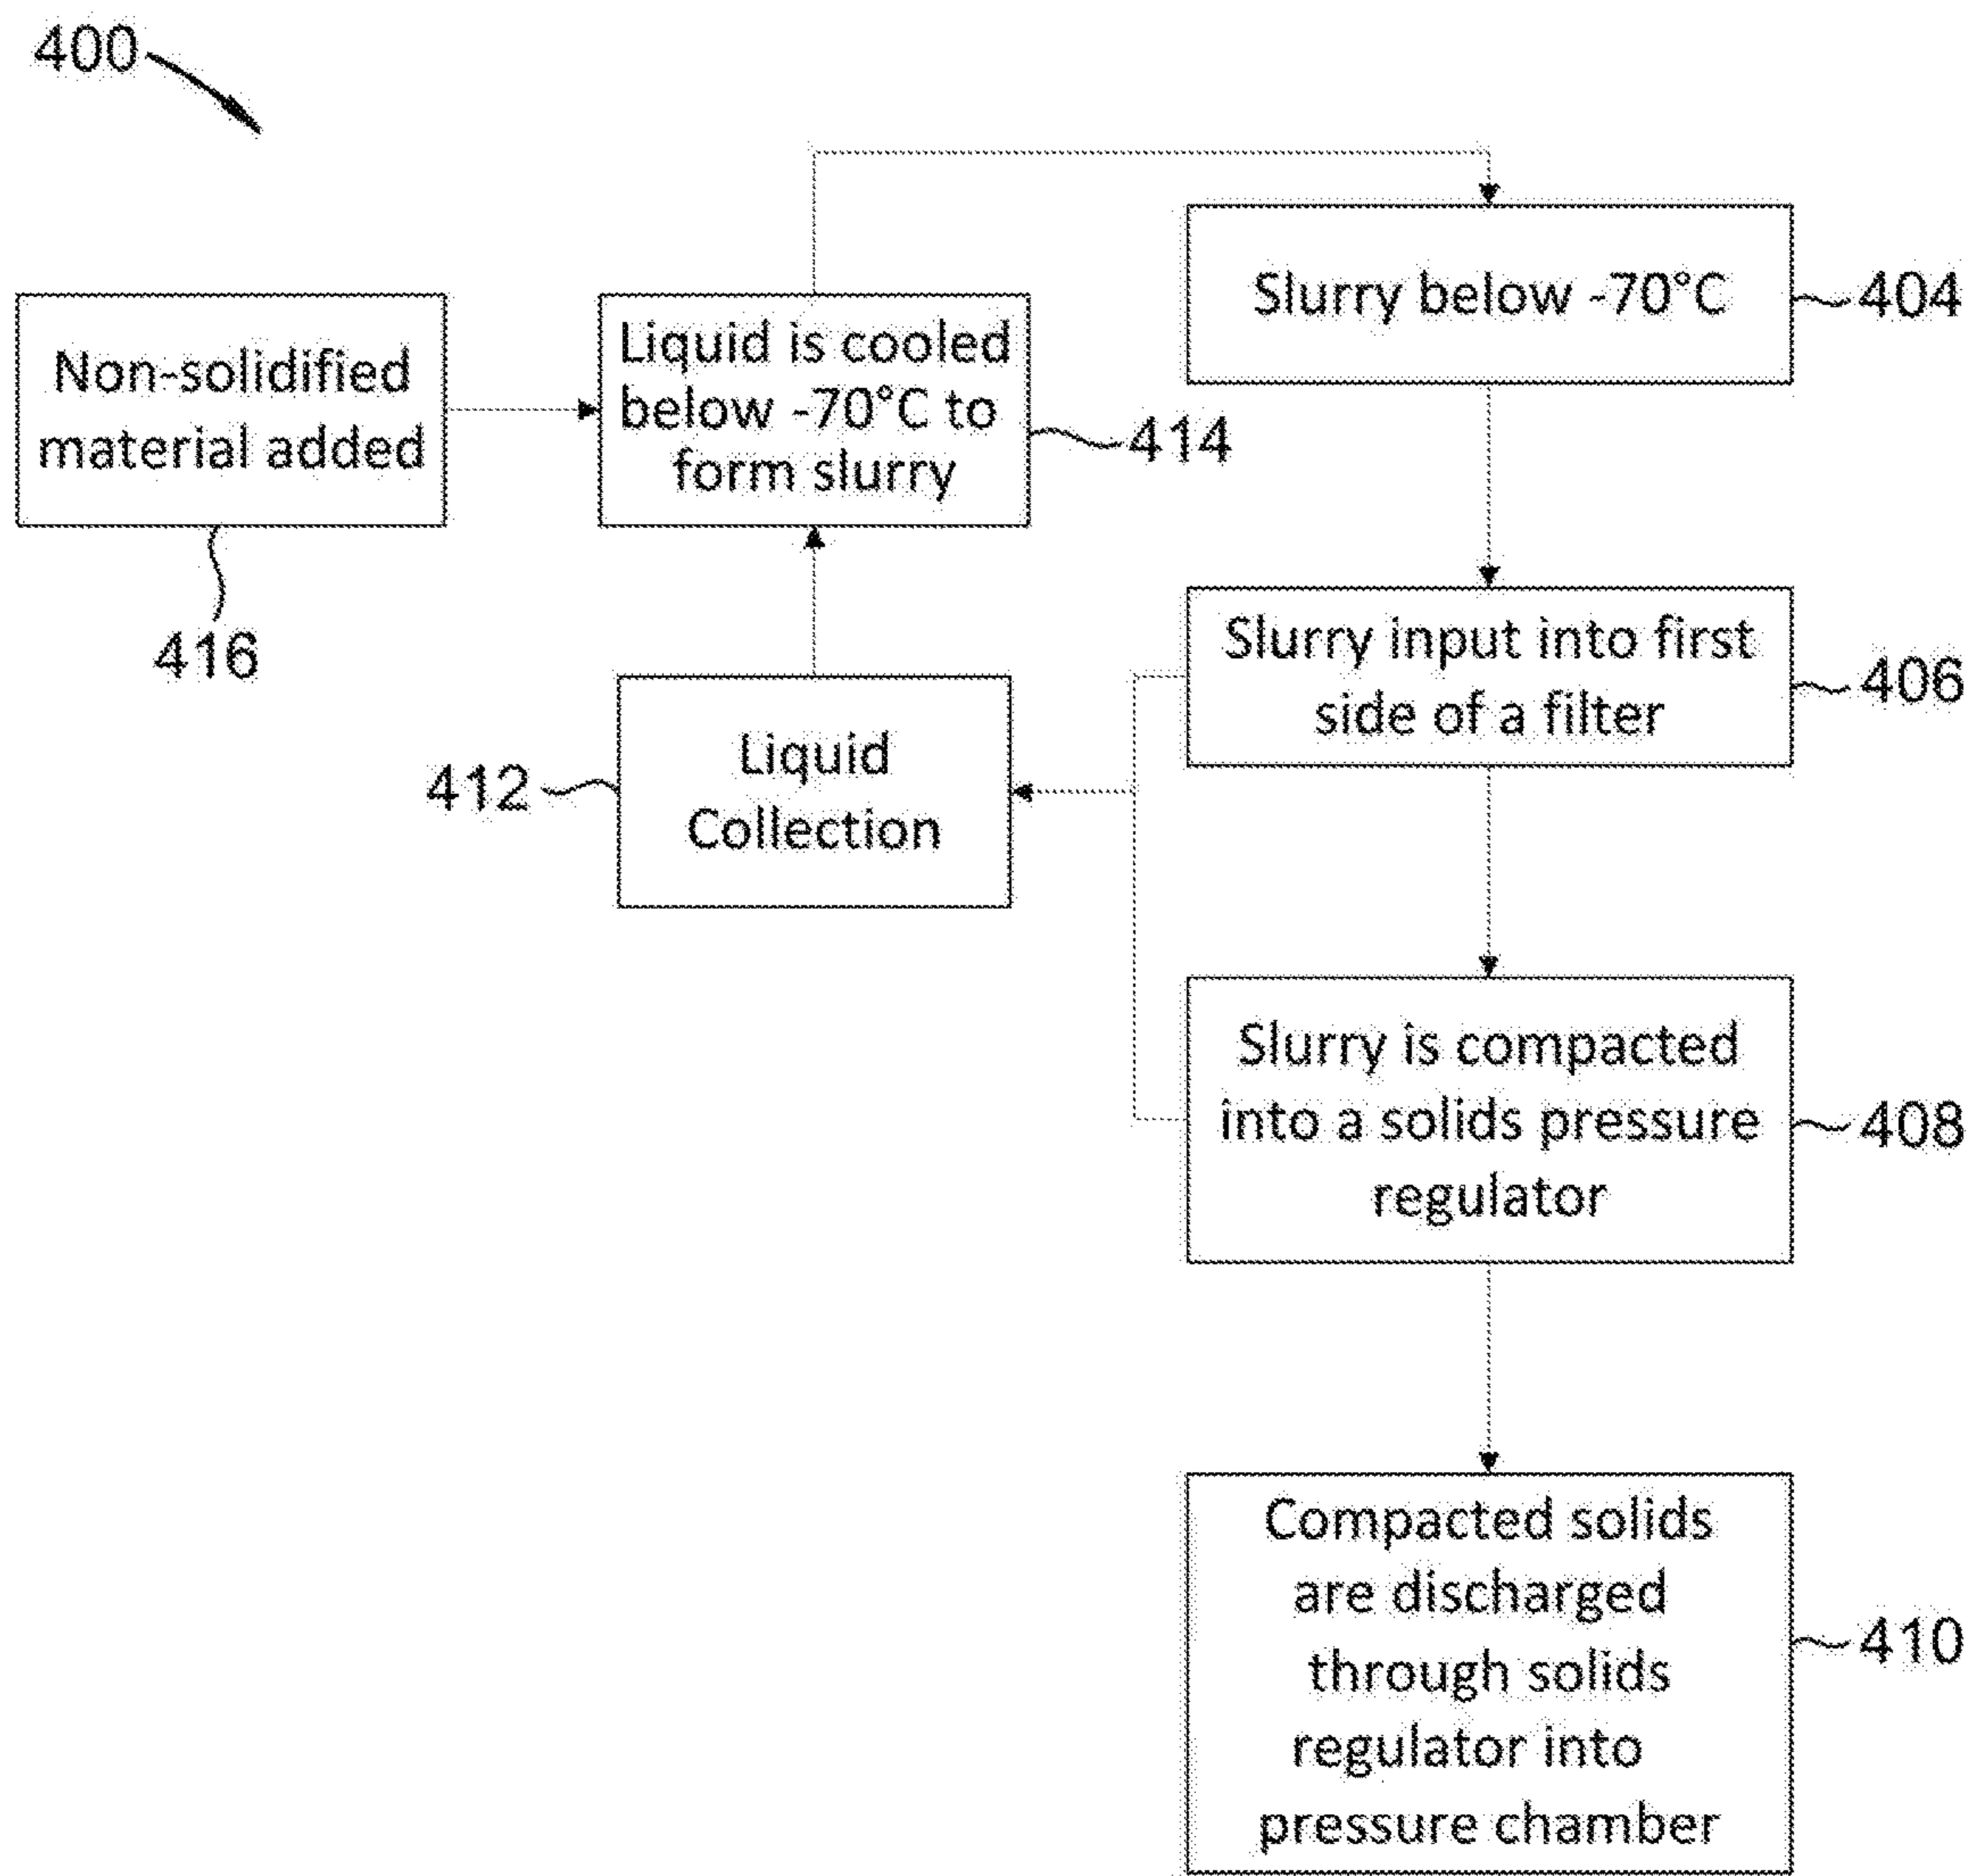 400
Slurry below -70°C
404
Non-solidified
material added
416
Liquid is cooled
below -70°C to
form slurry
414
Slurry input into first
side of a filter
406
Liquid
Collection
412
Slurry is compacted
into a solids pressure
regulator
408
Compacted solids
are discharged
through solids
regulator into
pressure chamber
410